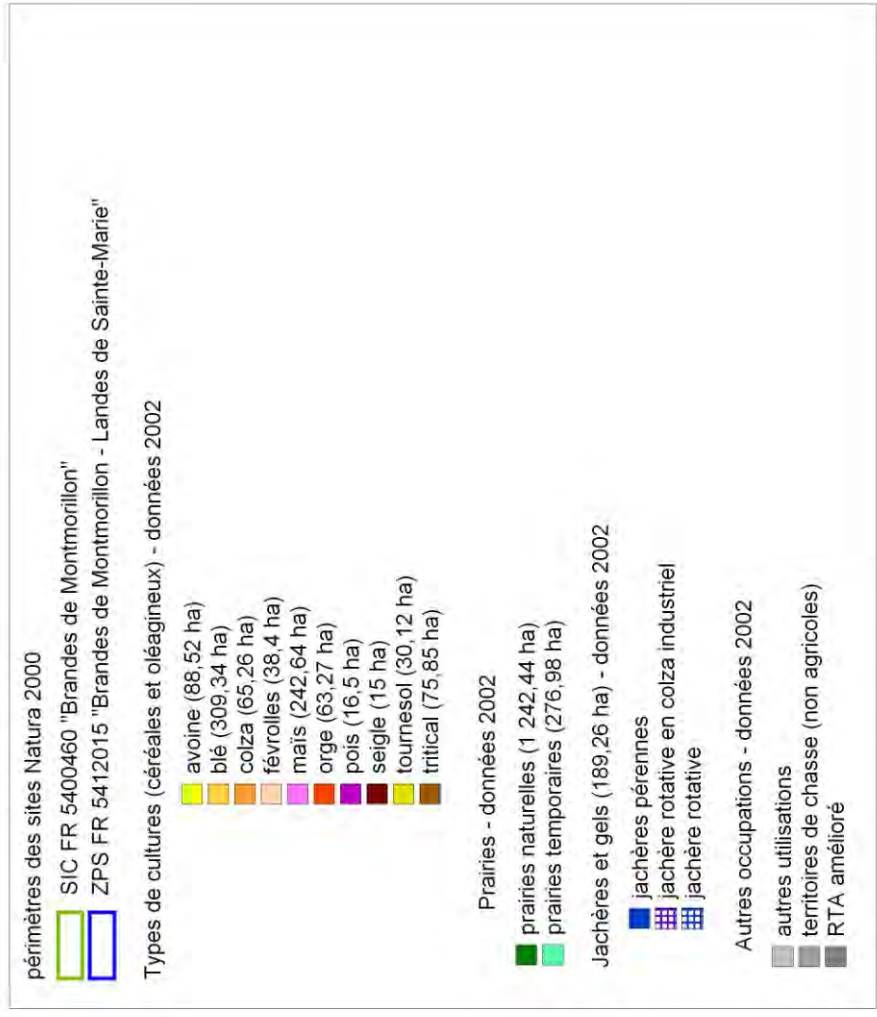 périmètres des sites Natura 2000
SIC FR 5400460 "Brandes de Montmorillon"
ZPS FR 5412015 "Brandes de Montmorillon - Landes de Sainte-Marie"
Types de cultures (céréales et oléagineux) - données 2002
avoine (88,52 ha)
blé (309,34 ha)
colza (65,26 ha)
févrolles (38,4 ha)
maïs (242,64 ha)
orge (63,27 ha)
pois (16,5 ha)
seigle (15 ha)
tournesol (30,12 ha)
tritical (75,85 ha)
Prairies - données 2002
prairies naturelles (1 242,44 ha)
prairies temporaires (276,98 ha)
Jachères et gels (189,26 ha) - données 2002
jachères pérennes
jachère rotative en colza industriel
jachère rotative
Autres occupations - données 2002
autres utilisations
territoires de chasse (non agricoles)
RTA amélioré